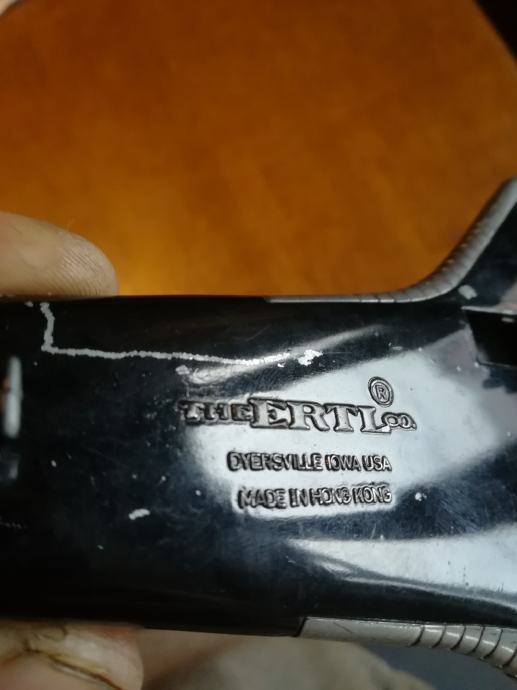 THE ERTL CO. ®
DYERSVILLE IOWA USA
MADE IN HONG KONG